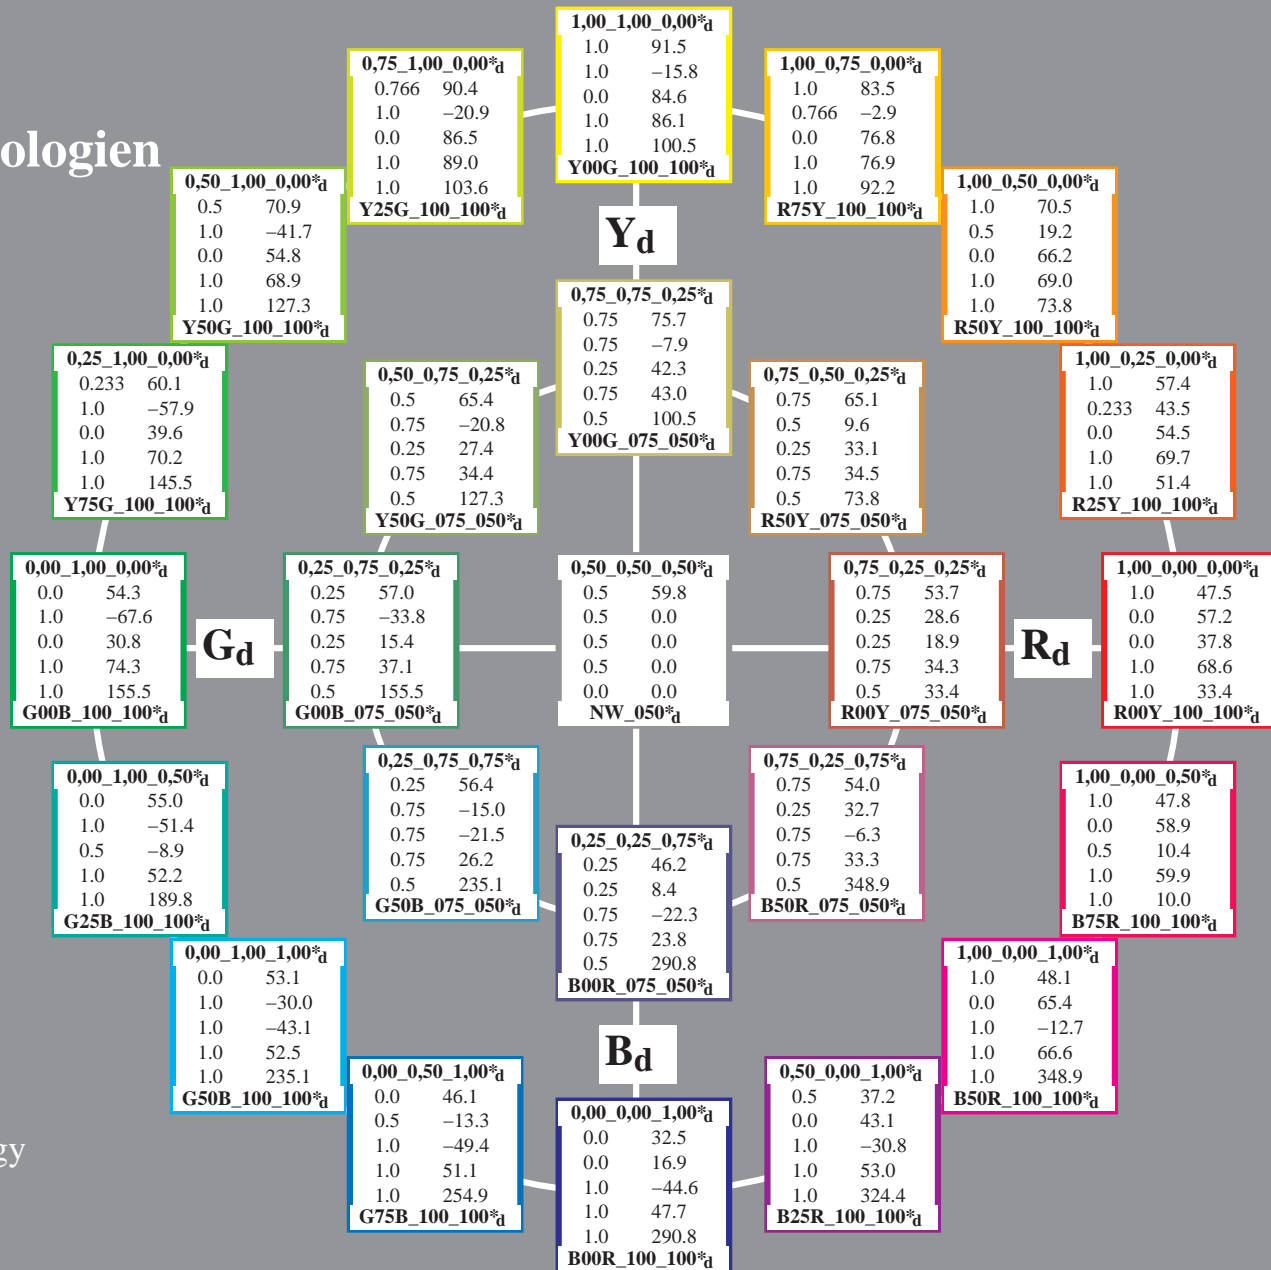 1,00_1,00_0,00*d
1.0 91.5
1.0 −15.8
0.0 84.6
1.0 86.1
1.0 100.5
Y00G_100_100*d
0,75_1,00_0,00*d
0.766 90.4
1.0 −20.9
0.0 86.5
1.0 89.0
1.0 103.6
Y25G_100_100*d
1,00_0,75_0,00*d
1.0 83.5
0.766 −2.9
0.0 76.8
1.0 76.9
1.0 92.2
R75Y_100_100*d
ologien
0,50_1,00_0,00*d
0.5 70.9
1.0 −41.7
0.0 54.8
1.0 68.9
1.0 127.3
Y50G_100_100*d
1,00_0,50_0,00*d
1.0 70.5
0.5 19.2
0.0 66.2
1.0 69.0
1.0 73.8
R50Y_100_100*d
Yd
0,75_0,75_0,25*d
0.75 75.7
0.75 −7.9
0.25 42.3
0.75 43.0
0.5 100.5
Y00G_075_050*d
0,25_1,00_0,00*d
0.233 60.1
1.0 −57.9
0.0 39.6
1.0 70.2
1.0 145.5
Y75G_100_100*d
0,50_0,75_0,25*d
0.5 65.4
0.75 −20.8
0.25 27.4
0.75 34.4
0.5 127.3
Y50G_075_050*d
0,75_0,50_0,25*d
0.75 65.1
0.5 9.6
0.25 33.1
0.75 34.5
0.5 73.8
R50Y_075_050*d
1,00_0,25_0,00*d
1.0 57.4
0.233 43.5
0.0 54.5
1.0 69.7
1.0 51.4
R25Y_100_100*d
0,00_1,00_0,00*d
0.0 54.3
1.0 −67.6
0.0 30.8
1.0 74.3
1.0 155.5
G00B_100_100*d
Gd
0,25_0,75_0,25*d
0.25 57.0
0.75 −33.8
0.25 15.4
0.75 37.1
0.5 155.5
G00B_075_050*d
0,50_0,50_0,50*d
0.5 59.8
0.5 0.0
0.5 0.0
0.5 0.0
0.0 0.0
NW_050*d
0,75_0,25_0,25*d
0.75 53.7
0.25 28.6
0.25 18.9
0.75 34.3
0.5 33.4
R00Y_075_050*d
Rd
1,00_0,00_0,00*d
1.0 47.5
0.0 57.2
0.0 37.8
1.0 68.6
1.0 33.4
R00Y_100_100*d
0,00_1,00_0,50*d
0.0 55.0
1.0 −51.4
0.5 −8.9
1.0 52.2
1.0 189.8
G25B_100_100*d
0,25_0,75_0,75*d
0.25 56.4
0.75 −15.0
0.75 −21.5
0.75 26.2
0.5 235.1
G50B_075_050*d
0,25_0,25_0,75*d
0.25 46.2
0.25 8.4
0.75 −22.3
0.75 23.8
0.5 290.8
B00R_075_050*d
0,75_0,25_0,75*d
0.75 54.0
0.25 32.7
0.75 −6.3
0.75 33.3
0.5 348.9
B50R_075_050*d
1,00_0,00_0,50*d
1.0 47.8
0.0 58.9
0.5 10.4
1.0 59.9
1.0 10.0
B75R_100_100*d
0,00_1,00_1,00*d
0.0 53.1
1.0 −30.0
1.0 −43.1
1.0 52.5
1.0 235.1
G50B_100_100*d
Bd
1,00_0,00_1,00*d
1.0 48.1
0.0 65.4
1.0 −12.7
1.0 66.6
1.0 348.9
B50R_100_100*d
0,00_0,50_1,00*d
0.0 46.1
0.5 −13.3
1.0 −49.4
1.0 51.1
1.0 254.9
G75B_100_100*d
0,00_0,00_1,00*d
0.0 32.5
0.0 16.9
1.0 −44.6
1.0 47.7
1.0 290.8
B00R_100_100*d
0,50_0,00_1,00*d
0.5 37.2
0.0 43.1
1.0 −30.8
1.0 53.0
1.0 324.4
B25R_100_100*d
gy